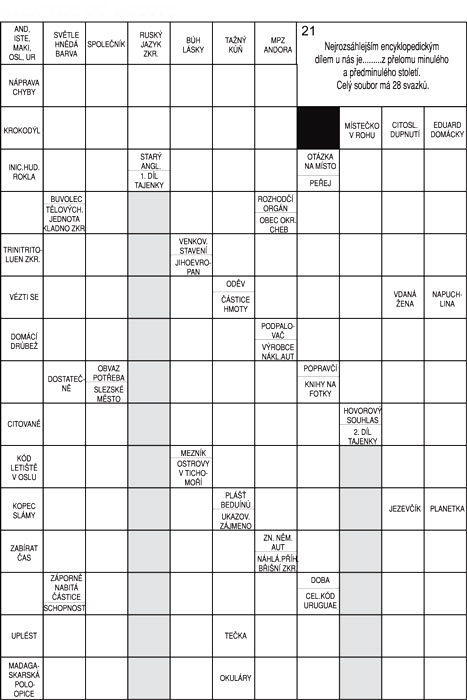 AND,
ISTE,
MAKI,
OSL, UR
SVĚTLE
HNĚDÁ
BARVA
SPOLEČNÍK
RUSKÝ
JAZYK
ZKR.
BŮH
LÁSKY
TAŽNÝ
KŮŇ
MPZ
ANDORA
21
Nejrozsáhlejším encyklopedickým
dílem u nás je.........z přelomu minulého
a předminulého století.
Celý soubor má 28 svazků.
NÁPRAVA
CHYBY
KROKODÝL
MÍSTEČKO
V ROHU
CITOSL.
DUPNUTÍ
EDUARD
DOMÁCKY
INIC.HUD.
ROKLA
STARÝ
ANGL.
1. DÍL
TAJENKY
OTÁZKA
NA MÍSTO
PEŘEJ
BUVOLEC
TĚLOVÝCH.
JEDNOTA
KLADNO ZKR.
ROZHODČÍ
ORGÁN
OBEC OKR.
CHEB
TRINITRITO-
LUEN ZKR.
VENKOV.
STAVENÍ
JIHOEVRO-
PAN
VÉZTI SE
ODĚV
ČÁSTICE
HMOTY
VDANÁ
ŽENA
NAPUCH-
LINA
DOMÁCÍ
DRŮBEŽ
PODPALO-
VAČ
VÝROBCE
NÁKL.AUT
DOSTATEČ-
NĚ
OBVAZ
POTŘEBA
SLEZSKÉ
MĚSTO
POPRAVČÍ
KNIHY NA
FOTKY
CITOVANĚ
HOVOROVÝ
SOUHLAS
2. DÍL
TAJENKY
KÓD
LETIŠTĚ
V OSLU
MEZNÍK
OSTROVY
V TICHO-
MOŘÍ
KOPEC
SLÁMY
PLÁŠŤ
BEDUÍNŮ
UKAZOV.
ZÁJMENO
JEZEVČÍK
PLANETKA
ZABÍRAT
ČAS
ZN. NĚM.
AUT
NÁHLÁ.PŘÍH.
BŘIŠNÍ ZKR.
ZÁPORNĚ
NABITÁ
ČÁSTICE
SCHOPNOST
DOBA
CEL.KÓD
URUGUAE
UPLÉST
TEČKA
MADAGA-
SKARSKÁ
POLO-
OPICE
OKULÁRY